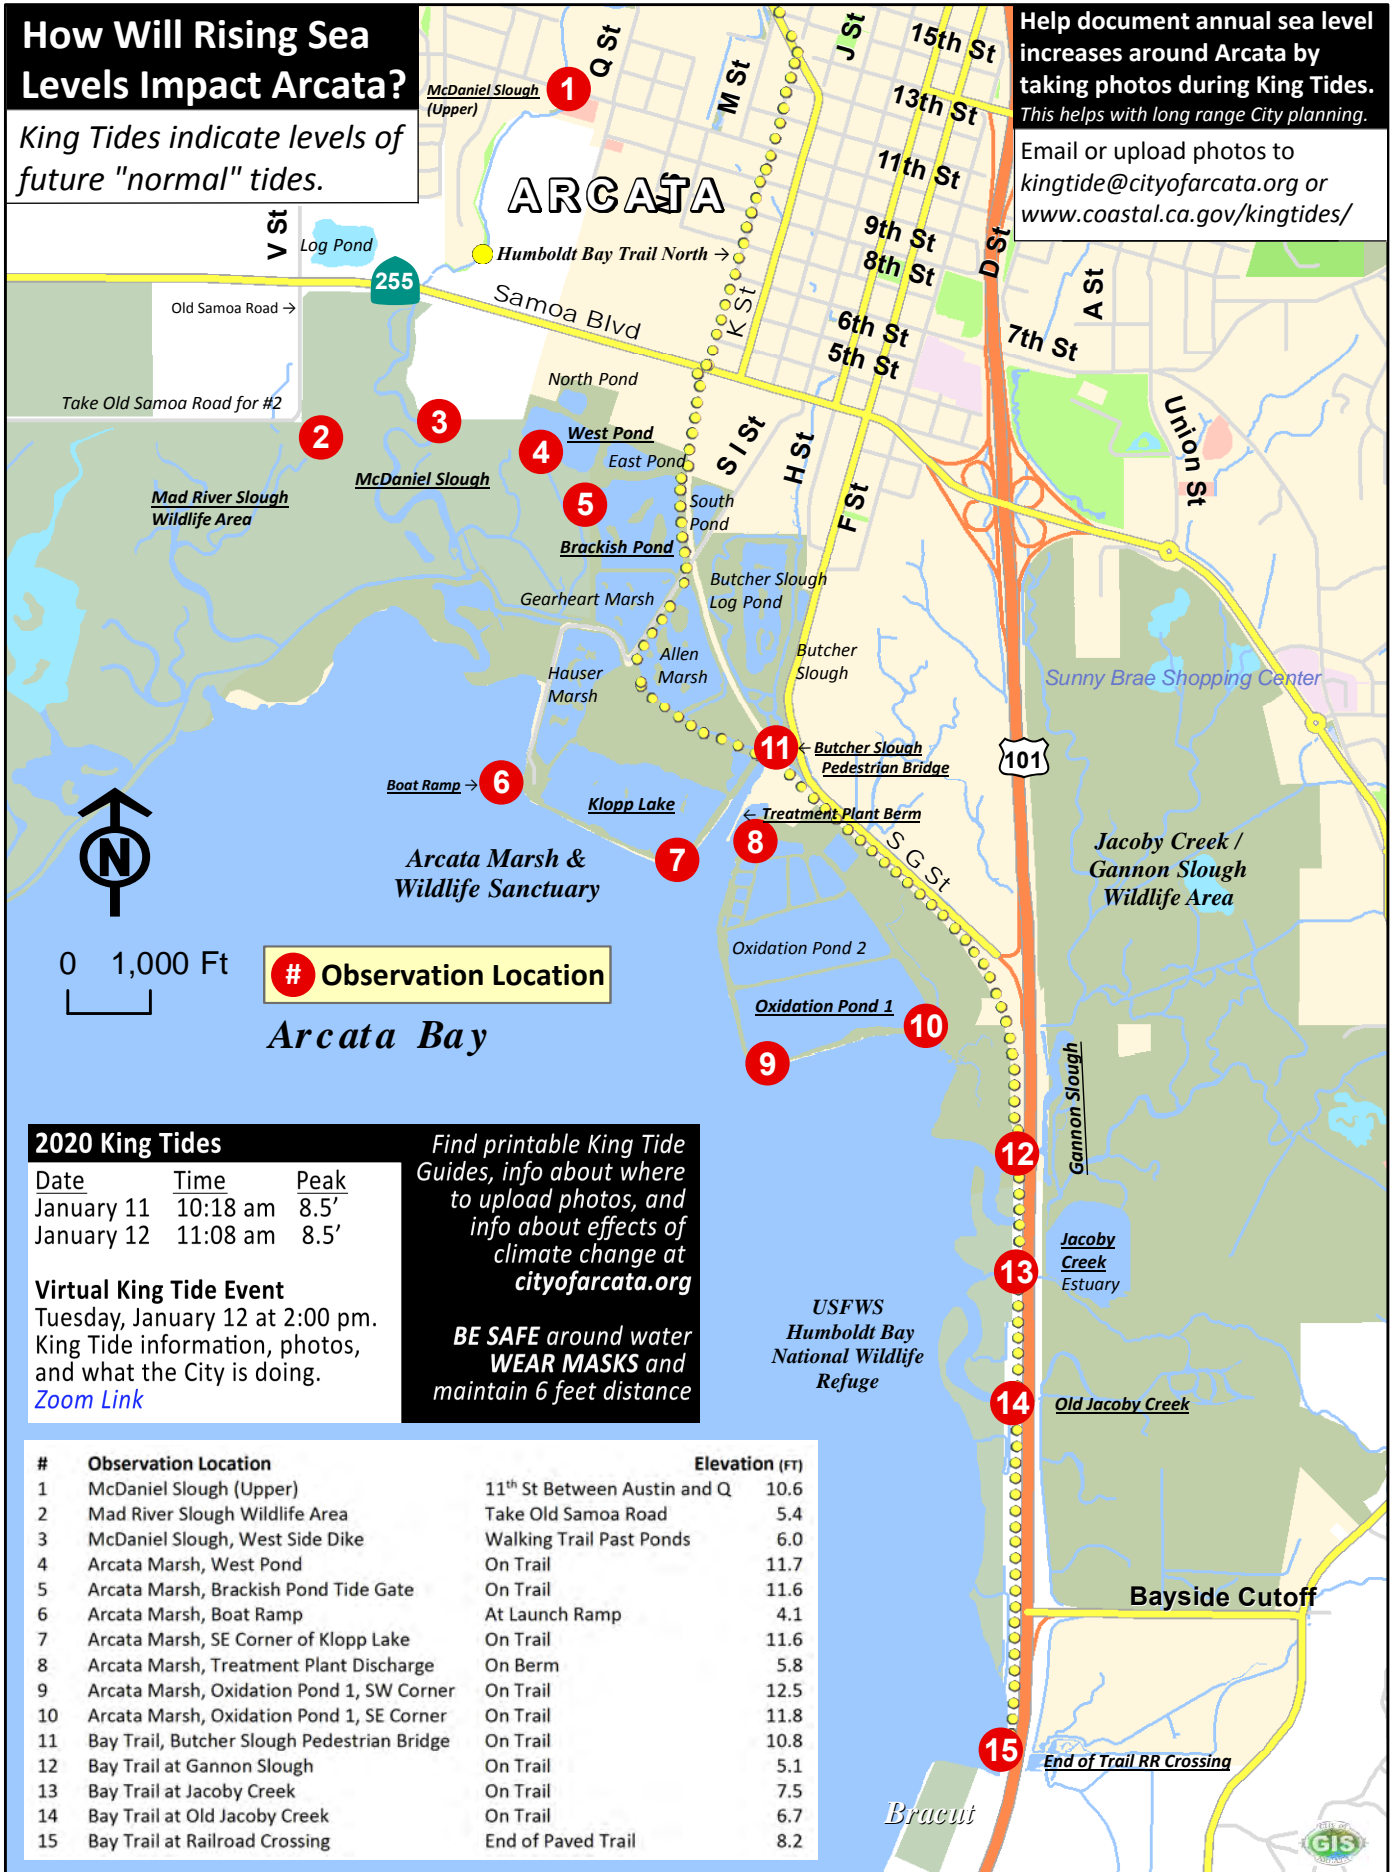 How Will Rising Sea
Levels Impact Arcata?
King Tides indicate levels of
future "normal" tides.
Help document annual sea level
increases around Arcata by
taking photos during King Tides.
This helps with long range City planning.
Email or upload photos to
kingtide@cityofarcata.org or
www.coastal.ca.gov/kingtides/
McDaniel Slough
(Upper)
1
Q St
M St
J St
15th St
13th St
11th St
9th St
8th St
6th St
5th St
7th St
D St
A St
ARCATA
V St
Log Pond
255
Humboldt Bay Trail North →
Old Samoa Road →
Samoa Blvd
K St
Take Old Samoa Road for #2
North Pond
2
3
4
West Pond
East Pond
S I St
H St
F St
Union St
McDaniel Slough
Mad River Slough
Wildlife Area
5
South
Pond
Brackish Pond
Butcher Slough
Log Pond
Gearheart Marsh
Allen
Marsh
Hauser
Marsh
Butcher
Slough
Sunny Brae Shopping Center
11
← Butcher Slough
Pedestrian Bridge
101
Boat Ramp →
6
Klopp Lake
← Treatment Plant Berm
8
7
S G St
N
Arcata Marsh &
Wildlife Sanctuary
Jacoby Creek /
Gannon Slough
Wildlife Area
0 1,000 Ft
# Observation Location
Oxidation Pond 2
Oxidation Pond 1
10
9
Arcata Bay
Gannon Slough
12
13
Jacoby
Creek
Estuary
2020 King Tides
Date Time Peak
January 11 10:18 am 8.5’
January 12 11:08 am 8.5’
Virtual King Tide Event
Tuesday, January 12 at 2:00 pm.
King Tide information, photos,
and what the City is doing.
Zoom Link
Find printable King Tide
Guides, info about where
to upload photos, and
info about effects of
climate change at
cityofarcata.org
BE SAFE around water
WEAR MASKS and
maintain 6 feet distance
USFWS
Humboldt Bay
National Wildlife
Refuge
14
Old Jacoby Creek
# Observation Location Elevation (FT)
1 McDaniel Slough (Upper) 11th St Between Austin and Q 10.6
2 Mad River Slough Wildlife Area Take Old Samoa Road 5.4
3 McDaniel Slough, West Side Dike Walking Trail Past Ponds 6.0
4 Arcata Marsh, West Pond On Trail 11.7
5 Arcata Marsh, Brackish Pond Tide Gate On Trail 11.6
6 Arcata Marsh, Boat Ramp At Launch Ramp 4.1
7 Arcata Marsh, SE Corner of Klopp Lake On Trail 11.6
8 Arcata Marsh, Treatment Plant Discharge On Berm 5.8
9 Arcata Marsh, Oxidation Pond 1, SW Corner On Trail 12.5
10 Arcata Marsh, Oxidation Pond 1, SE Corner On Trail 11.8
11 Bay Trail, Butcher Slough Pedestrian Bridge On Trail 10.8
12 Bay Trail at Gannon Slough On Trail 5.1
13 Bay Trail at Jacoby Creek On Trail 7.5
14 Bay Trail at Old Jacoby Creek On Trail 6.7
15 Bay Trail at Railroad Crossing End of Paved Trail 8.2
Bayside Cutoff
15
End of Trail RR Crossing
Bracut
GIS